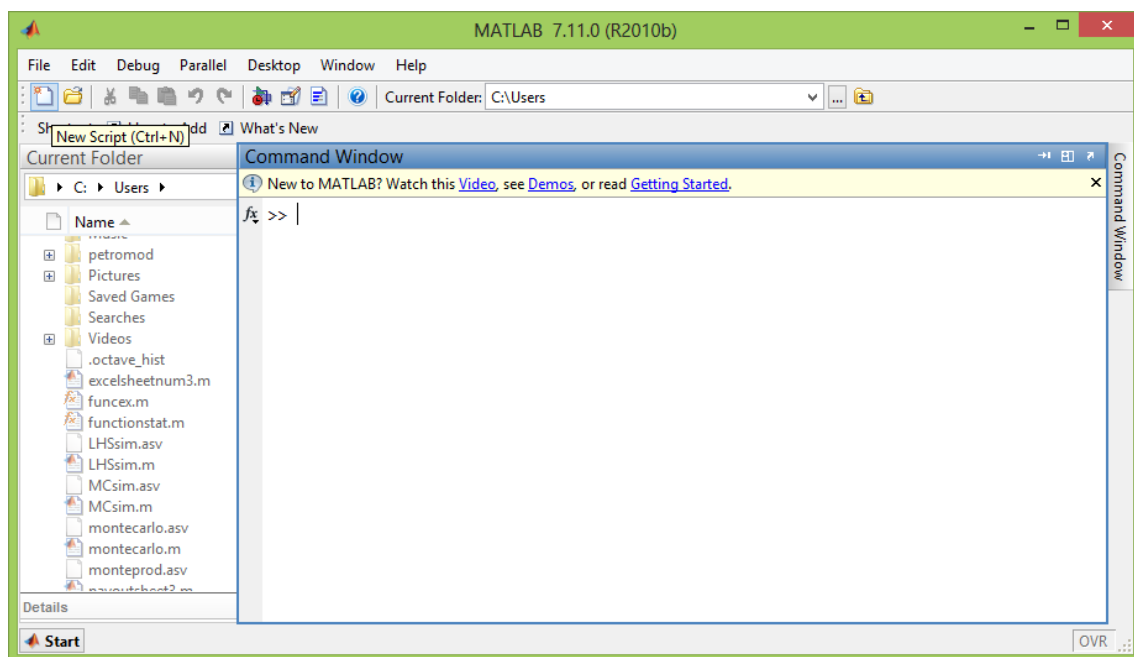 MATLAB 7.11.0 (R2010b)
File Edit Debug Parallel Desktop Window Help
Current Folder: C:\Users
What's New
New Script (Ctrl+N)
Current Folder
Command Window
C: Users
New to MATLAB? Watch this Video, see Demos, or read Getting Started.
Name
fx >>
petromod
Pictures
Saved Games
Searches
Videos
.octave_hist
excelsheetnum3.m
funcex.m
functionstat.m
LHSsim.asv
LHSsim.m
MCsim.asv
MCsim.m
montecarlo.asv
montecarlo.m
monteprod.asv
Details
Start
OVR
Command Window